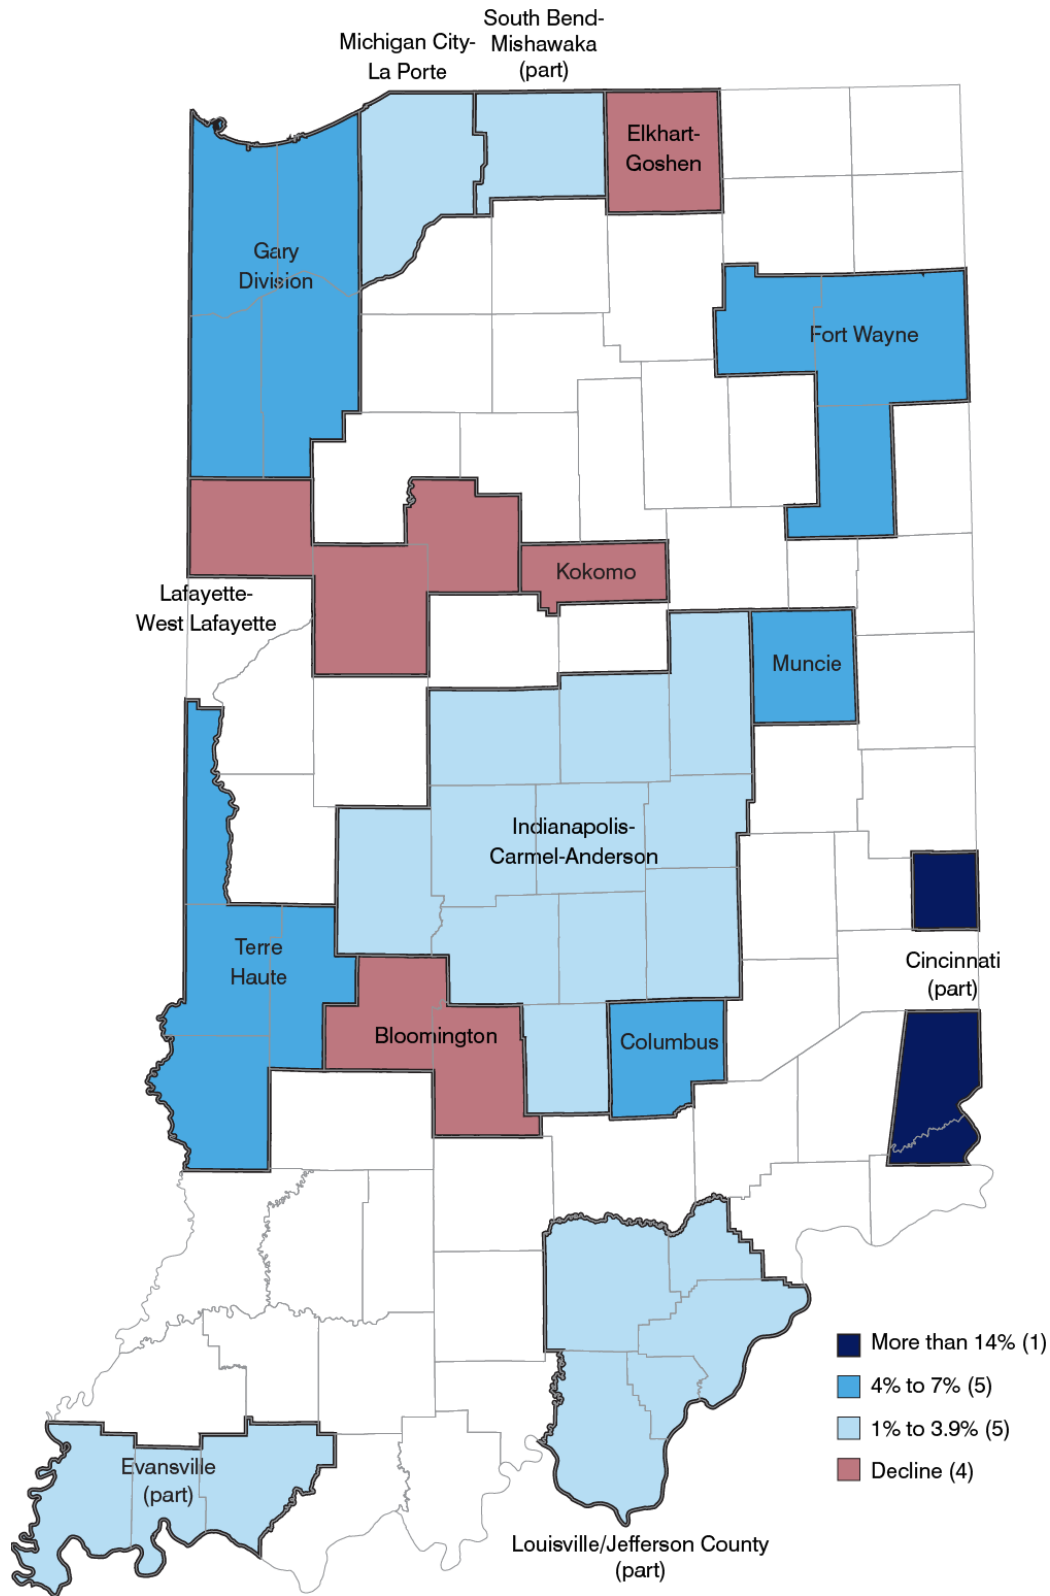 South Bend-
Mishawaka
(part)
Michigan City-
La Porte
Elkhart-
Goshen
Gary
Division
Fort Wayne
Kokomo
Lafayette-
West Lafayette
Muncie
Indianapolis-
Carmel-Anderson
Terre
Haute
Cincinnati
(part)
Bloomington
Columbus
More than 14% (1)
4% to 7% (5)
1% to 3.9% (5)
Decline (4)
Evansville
(part)
Louisville/Jefferson County
(part)